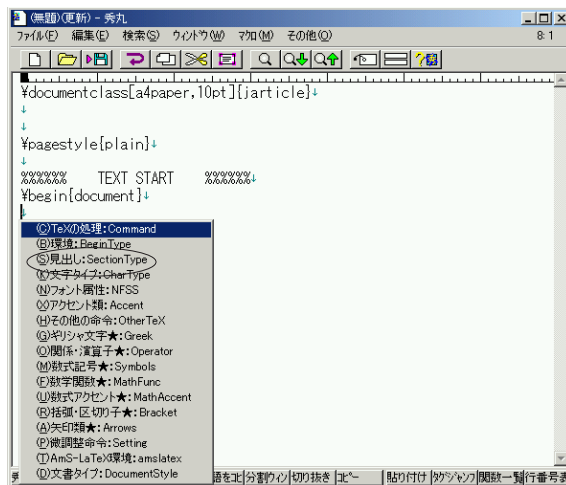 (無題)(更新) - 秀丸
ファイル(F) 編集(E) 検索(S) ウィンドウ(W) マクロ(M) その他(O) 8: 1
¥documentclass[a4paper,10pt]{jarticle}↓
↓
↓
¥pagestyle{plain}↓
↓
%%%%%% TEXT START %%%%%%↓
¥begin{document}↓
↓
(C)TeXの処理:Command
(B)環境:BeginType
(S)見出し:SectionType
(K)文字タイプ:CharType
(N)フォント属性:NFSS
(X)アクセント類:Accent
(H)その他の命令:OtherTeX
(G)ギリシャ文字★:Greek
(O)関係・演算子★:Operator
(M)数式記号★:Symbols
(F)数学関数★:MathFunc
(U)数式アクセント★:MathAccent
(R)括弧・区切り子★:Bracket
(A)矢印類★:Arrows
(P)微調整命令:Setting
(T)AmS-LaTeX環境:amslatex
(D)文書タイプ:DocumentStyle
分割ウィン 切り抜き コピー 貼り付け タグジャンプ 関数一覧 行番号表